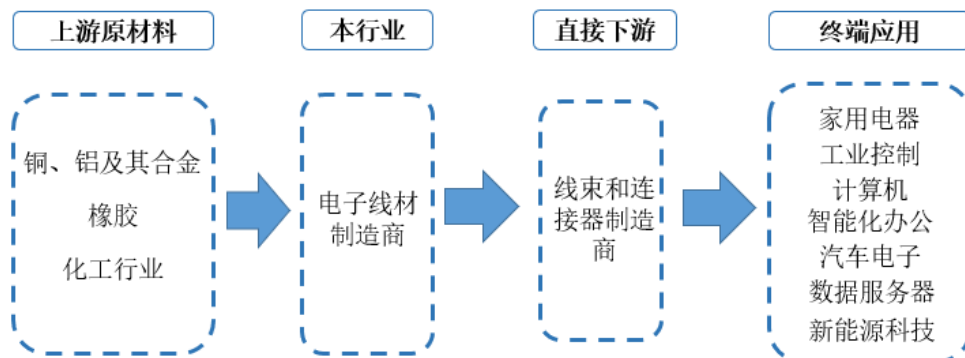 上游原材料
本行业
直接下游
终端应用
铜、铝及其合金
橡胶
化工行业
电子线材
制造商
线束和连
接器制造
商
家用电器
工业控制
计算机
智能化办公
汽车电子
数据服务器
新能源科技